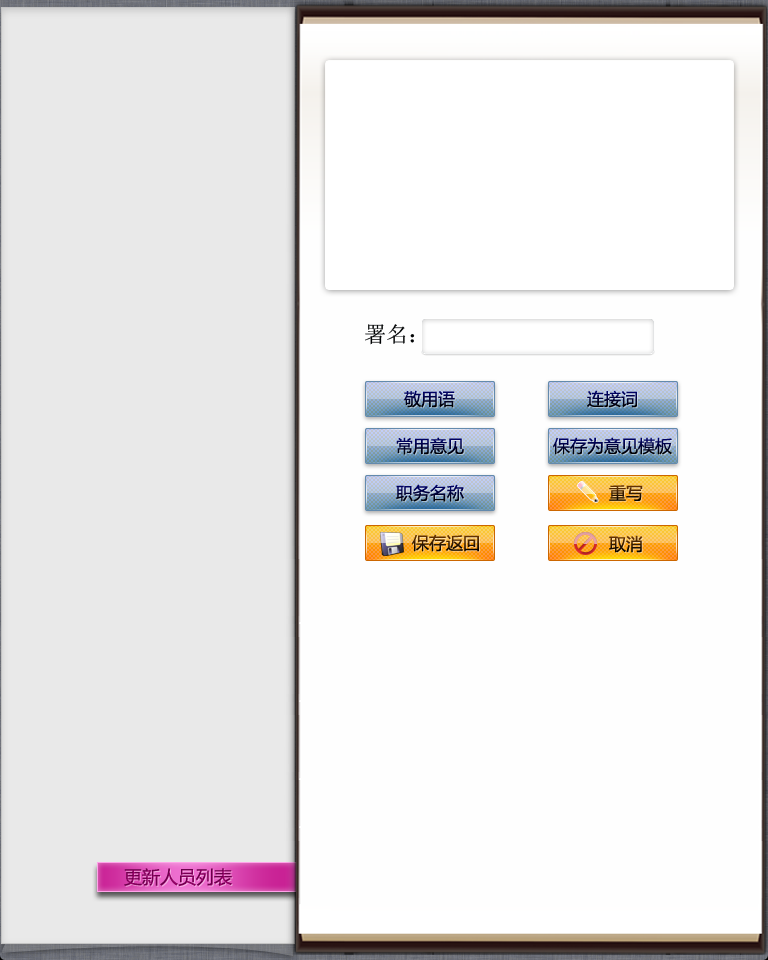 署名：
敬用语
连接词
常用意见
保存为意见模板
职务名称
重写
保存返回
取消
更新人员列表